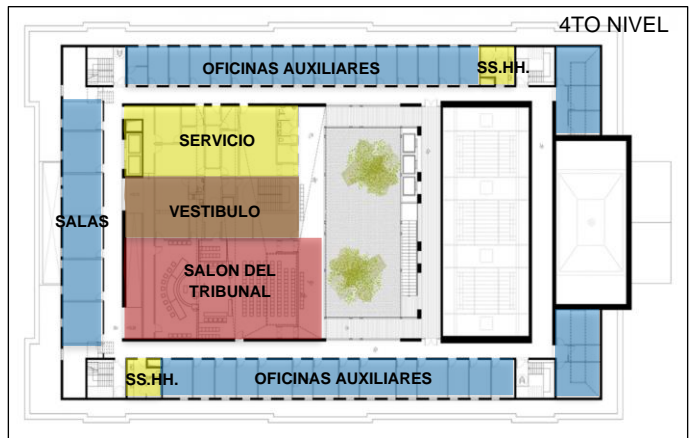 4TO NIVEL
OFICINAS AUXILIARES
SS.HH.
SERVICIO
VESTIBULO
SALAS
SALON DEL
TRIBUNAL
SS.HH.
OFICINAS AUXILIARES